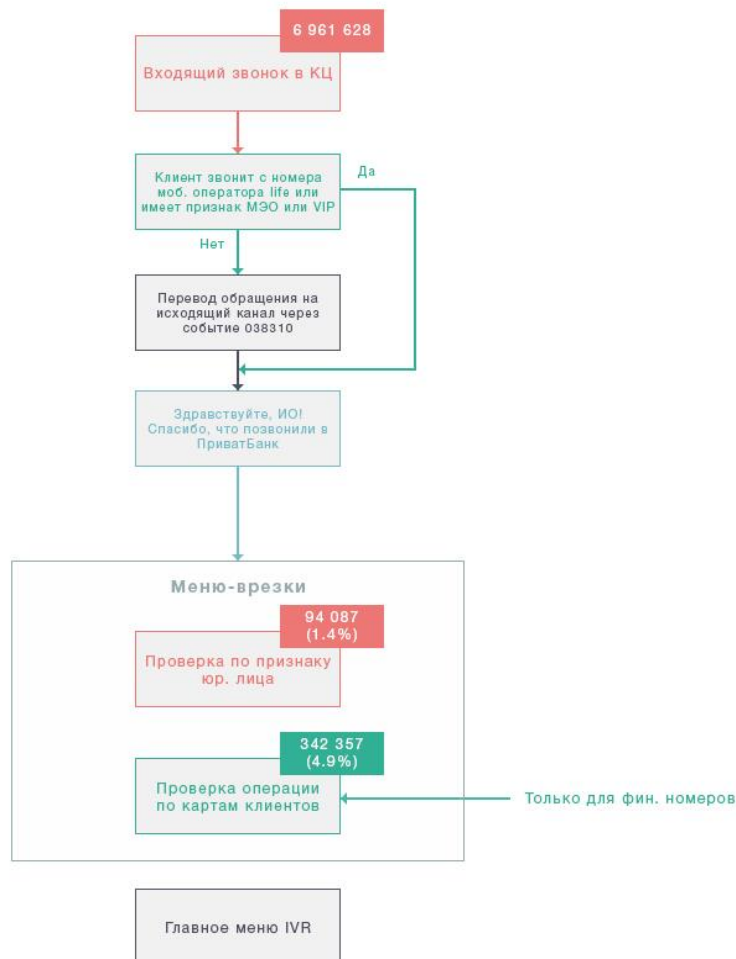 6 961 628
Входящий звонок в КЦ
Клиент звонит с номера
моб. оператора life или
имеет признак МЭО или VIP
Да
Нет
Перевод обращения на
исходящий канал через
событие 038310
Здравствуйте, ИО!
Спасибо, что позвонили в
ПриватБанк
Меню-врезки
94 087
(1.4%)
Проверка по признаку
юр. лица
342 357
(4.9%)
Проверка операции
по картам клиентов
Только для фин. номеров
Главное меню IVR